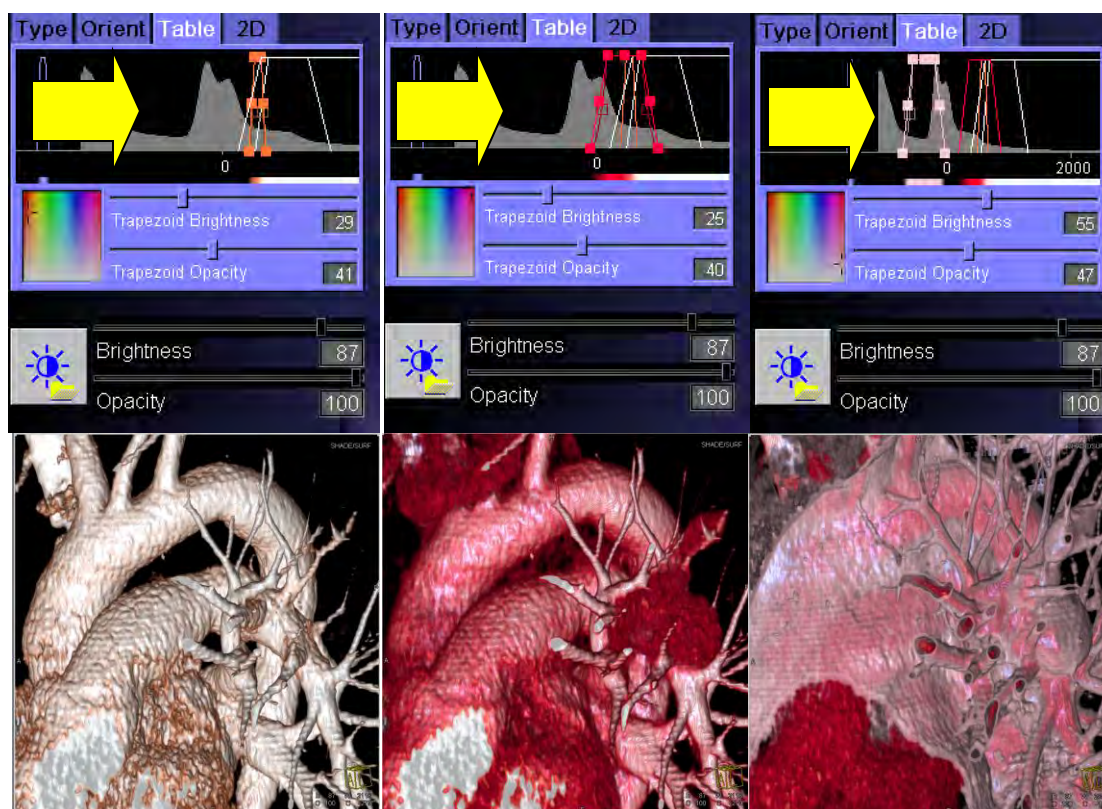 Type Orient Table 2D
0
Trapezoid Brightness 29
Trapezoid Opacity 41
Brightness 87
Opacity 100
SHADE/SURF
A
Type Orient Table 2D
0
Trapezoid Brightness 25
Trapezoid Opacity 40
Brightness 87
Opacity 100
SHADE/SURF
A
Type Orient Table 2D
0 2000
Trapezoid Brightness 55
Trapezoid Opacity 47
Brightness 87
Opacity 100
SHADE/SURF
A